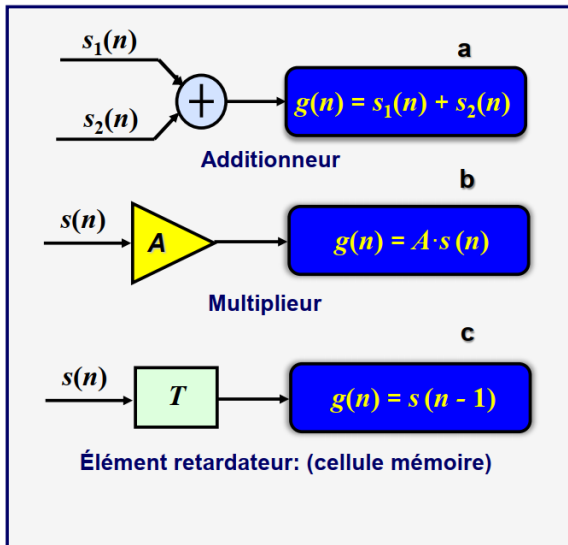 s₁(n)
a
+
g(n) = s₁(n) + s₂(n)
s₂(n)
Additionneur
b
s(n)
A
g(n) = A·s (n)
Multiplieur
c
s(n)
T
g(n) = s (n - 1)
Élément retardateur: (cellule mémoire)